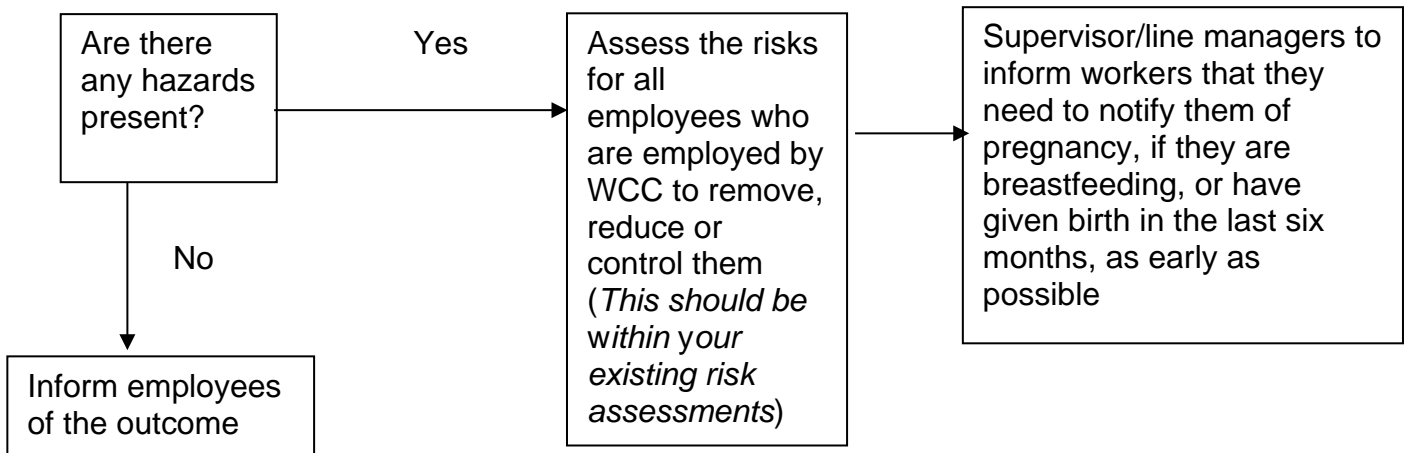 Are there
any hazards
present?
Yes
Assess the risks
for all
employees who
are employed by
WCC to remove,
reduce or
control them
(This should be
within your
existing risk
assessments)
Supervisor/line managers to
inform workers that they
need to notify them of
pregnancy, if they are
breastfeeding, or have
given birth in the last six
months, as early as
possible
No
Inform employees
of the outcome